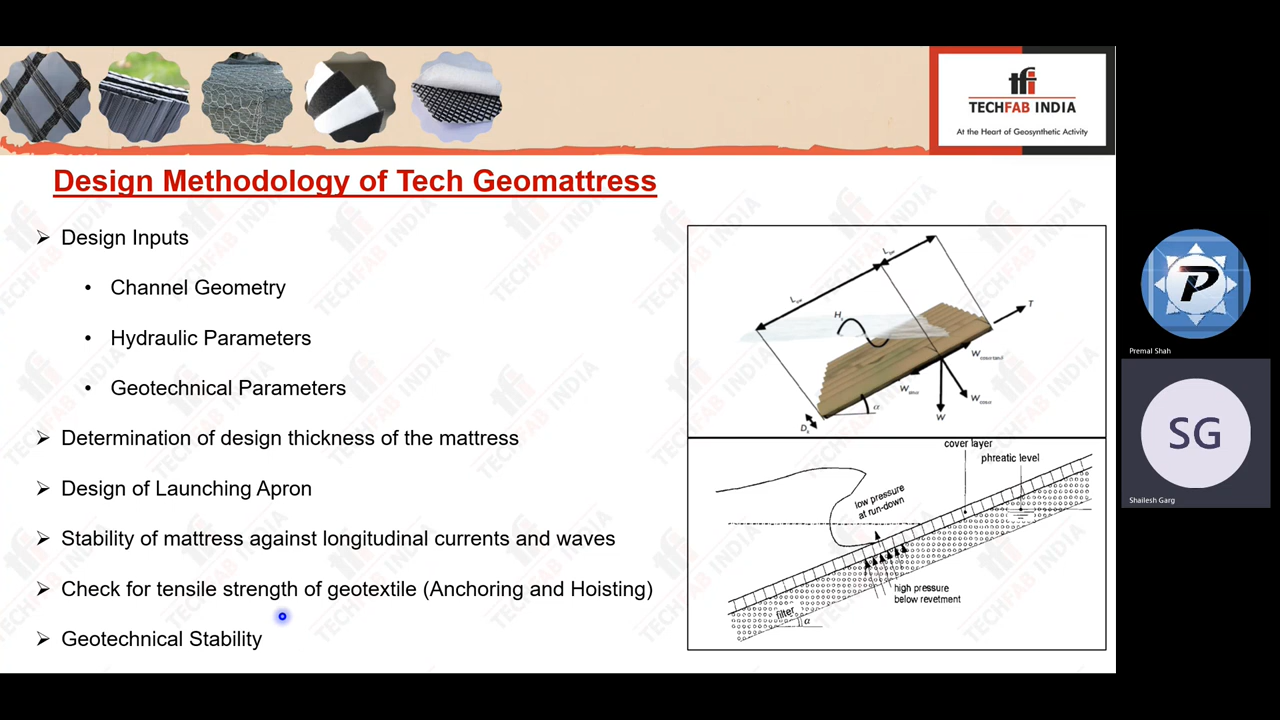 tfi
TECHFAB INDIA
At the Heart of Geosynthetic Activity
Design Methodology of Tech Geomattress
Design Inputs
• Channel Geometry
• Hydraulic Parameters
• Geotechnical Parameters
Determination of design thickness of the mattress
Design of Launching Apron
Stability of mattress against longitudinal currents and waves
Check for tensile strength of geotextile (Anchoring and Hoisting)
Geotechnical Stability
T
W
α
cover layer
phreatic level
low pressure
at run-down
high pressure
below revetment
filter
α
P
Premal Shah
SG
Shailesh Garg